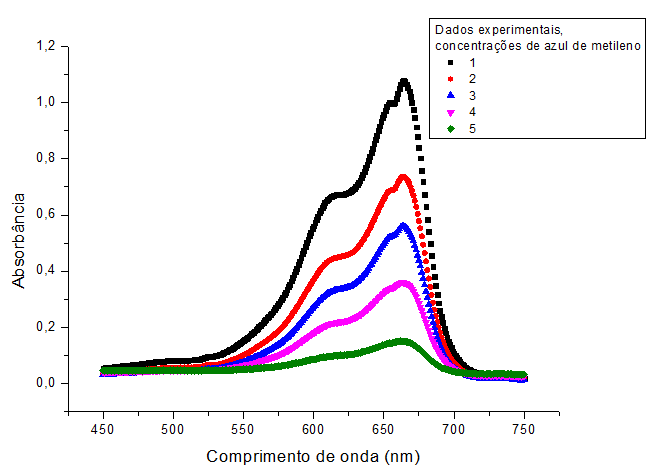 Dados experimentais,
concentrações de azul de metileno
1
2
3
4
5
1,2
1,0
0,8
0,6
0,4
0,2
0,0
Absorbância
450 500 550 600 650 700 750
Comprimento de onda (nm)